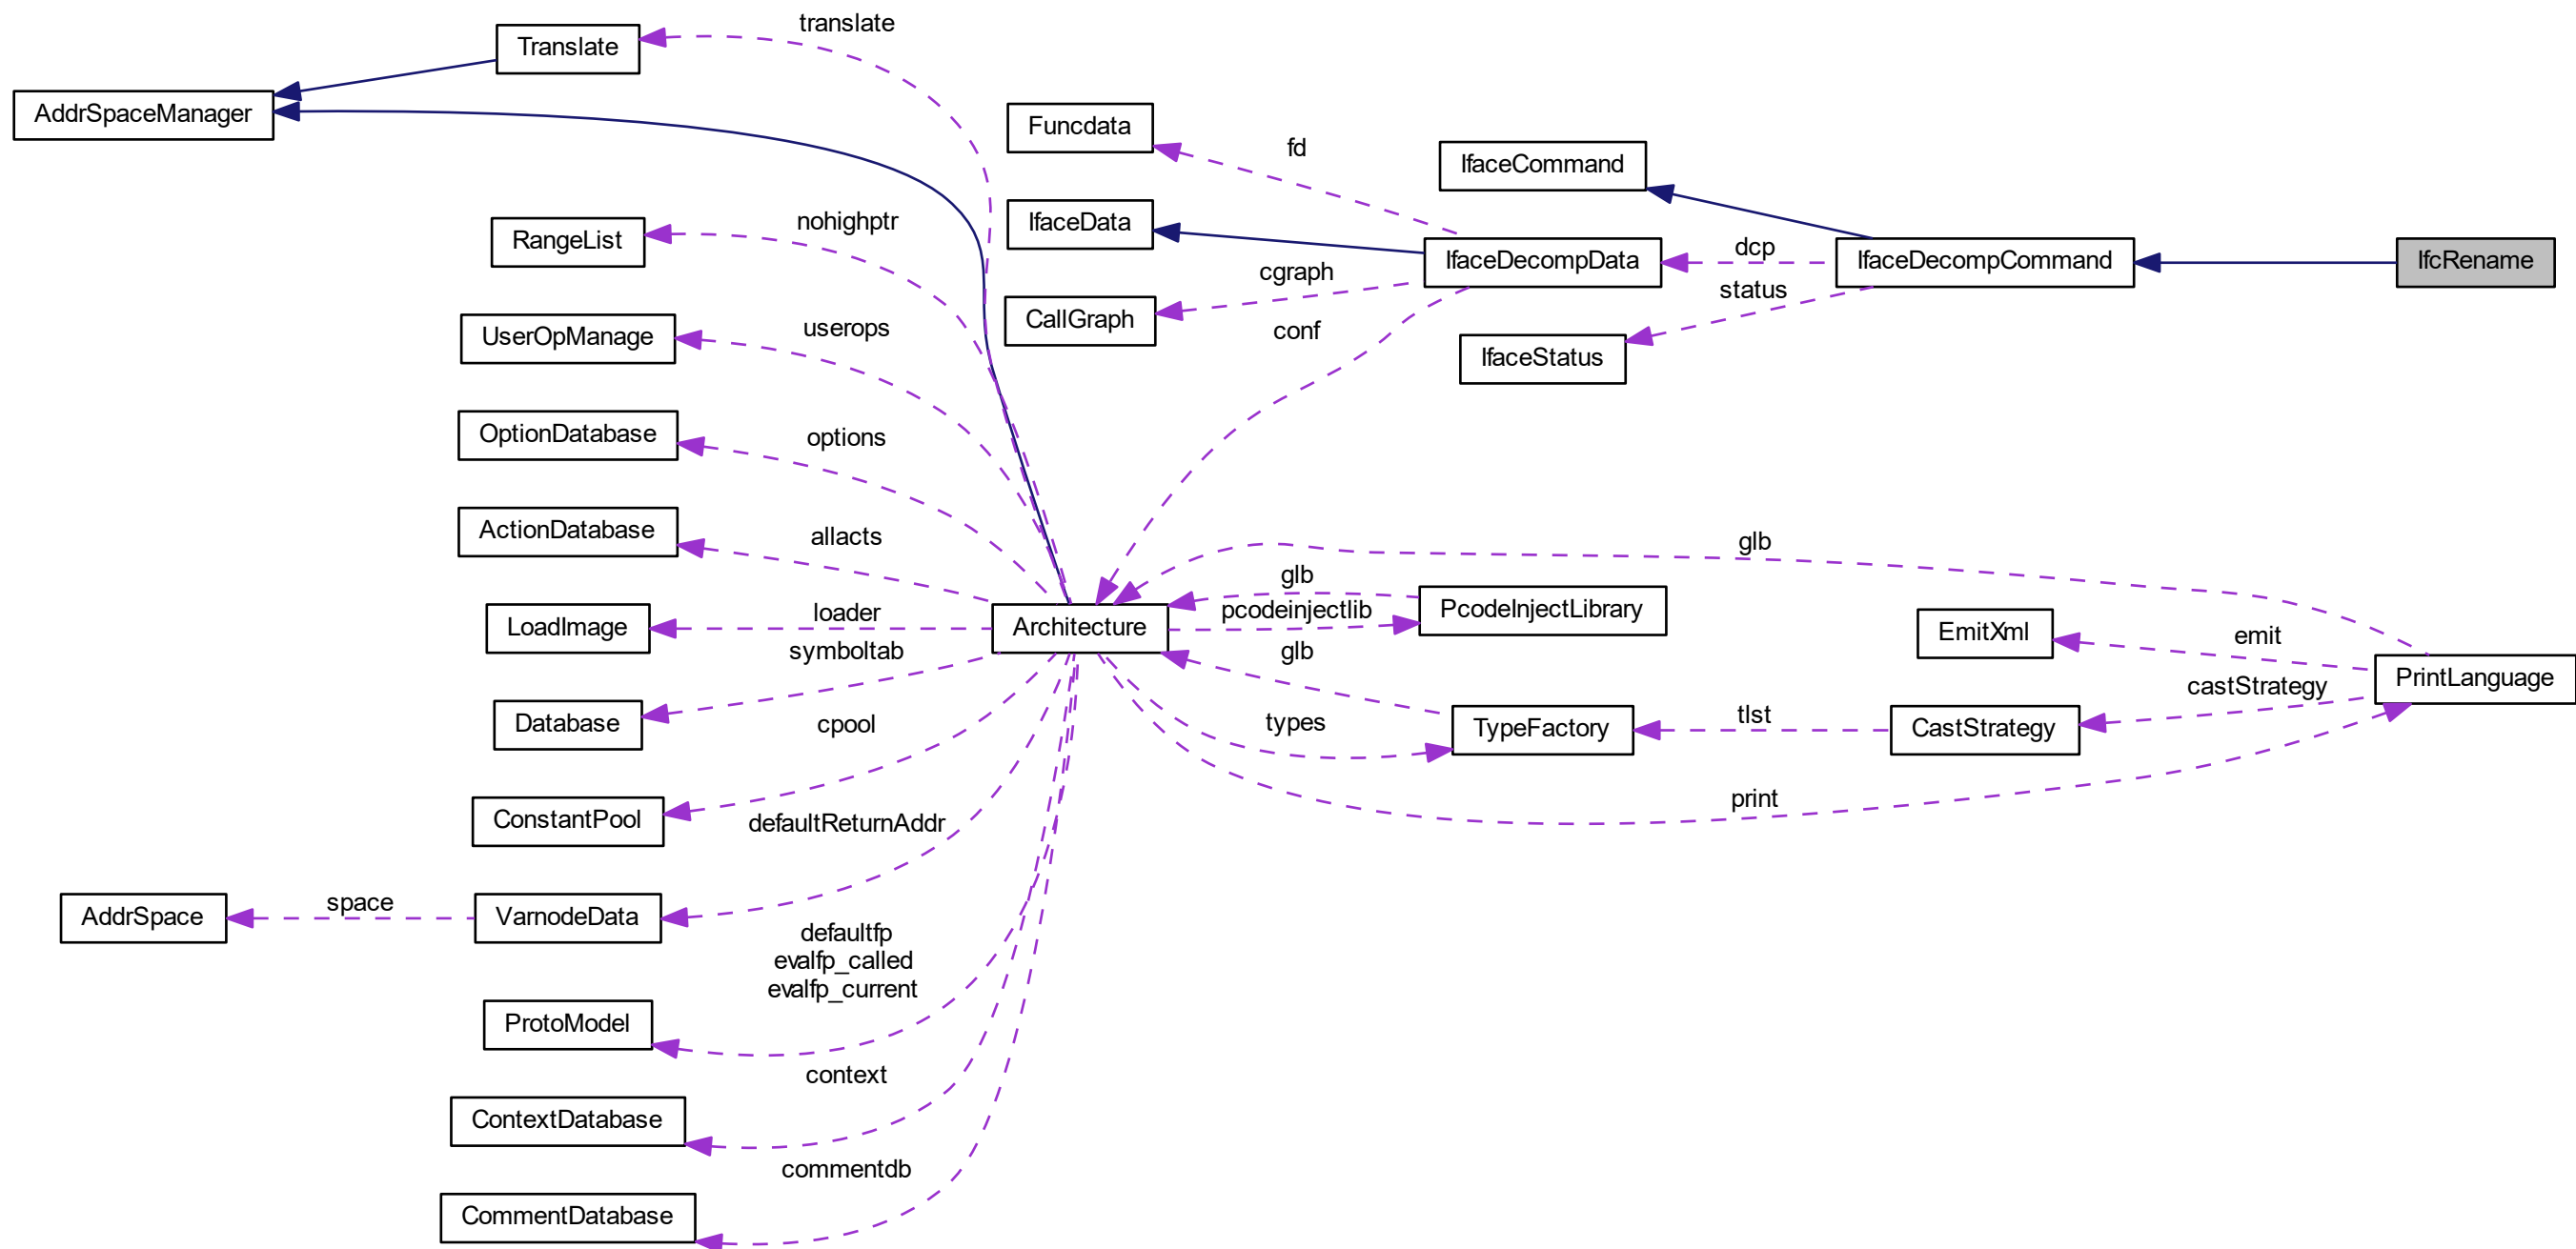 translate
Translate
AddrSpaceManager
Funcdata
fd
IfaceCommand
nohighptr
RangeList
IfaceData
IfaceDecompData
dcp
IfaceDecompCommand
IfcRename
cgraph
status
userops
UserOpManage
CallGraph
conf
IfaceStatus
options
OptionDatabase
allacts
ActionDatabase
glb
glb
loader
LoadImage
Architecture
pcodeinjectlib
PcodeInjectLibrary
EmitXml
emit
symboltab
glb
castStrategy
PrintLanguage
Database
cpool
types
TypeFactory
tlst
CastStrategy
print
ConstantPool
defaultReturnAddr
AddrSpace
space
VarnodeData
defaultfp
evalfp_called
evalfp_current
ProtoModel
context
ContextDatabase
commentdb
CommentDatabase